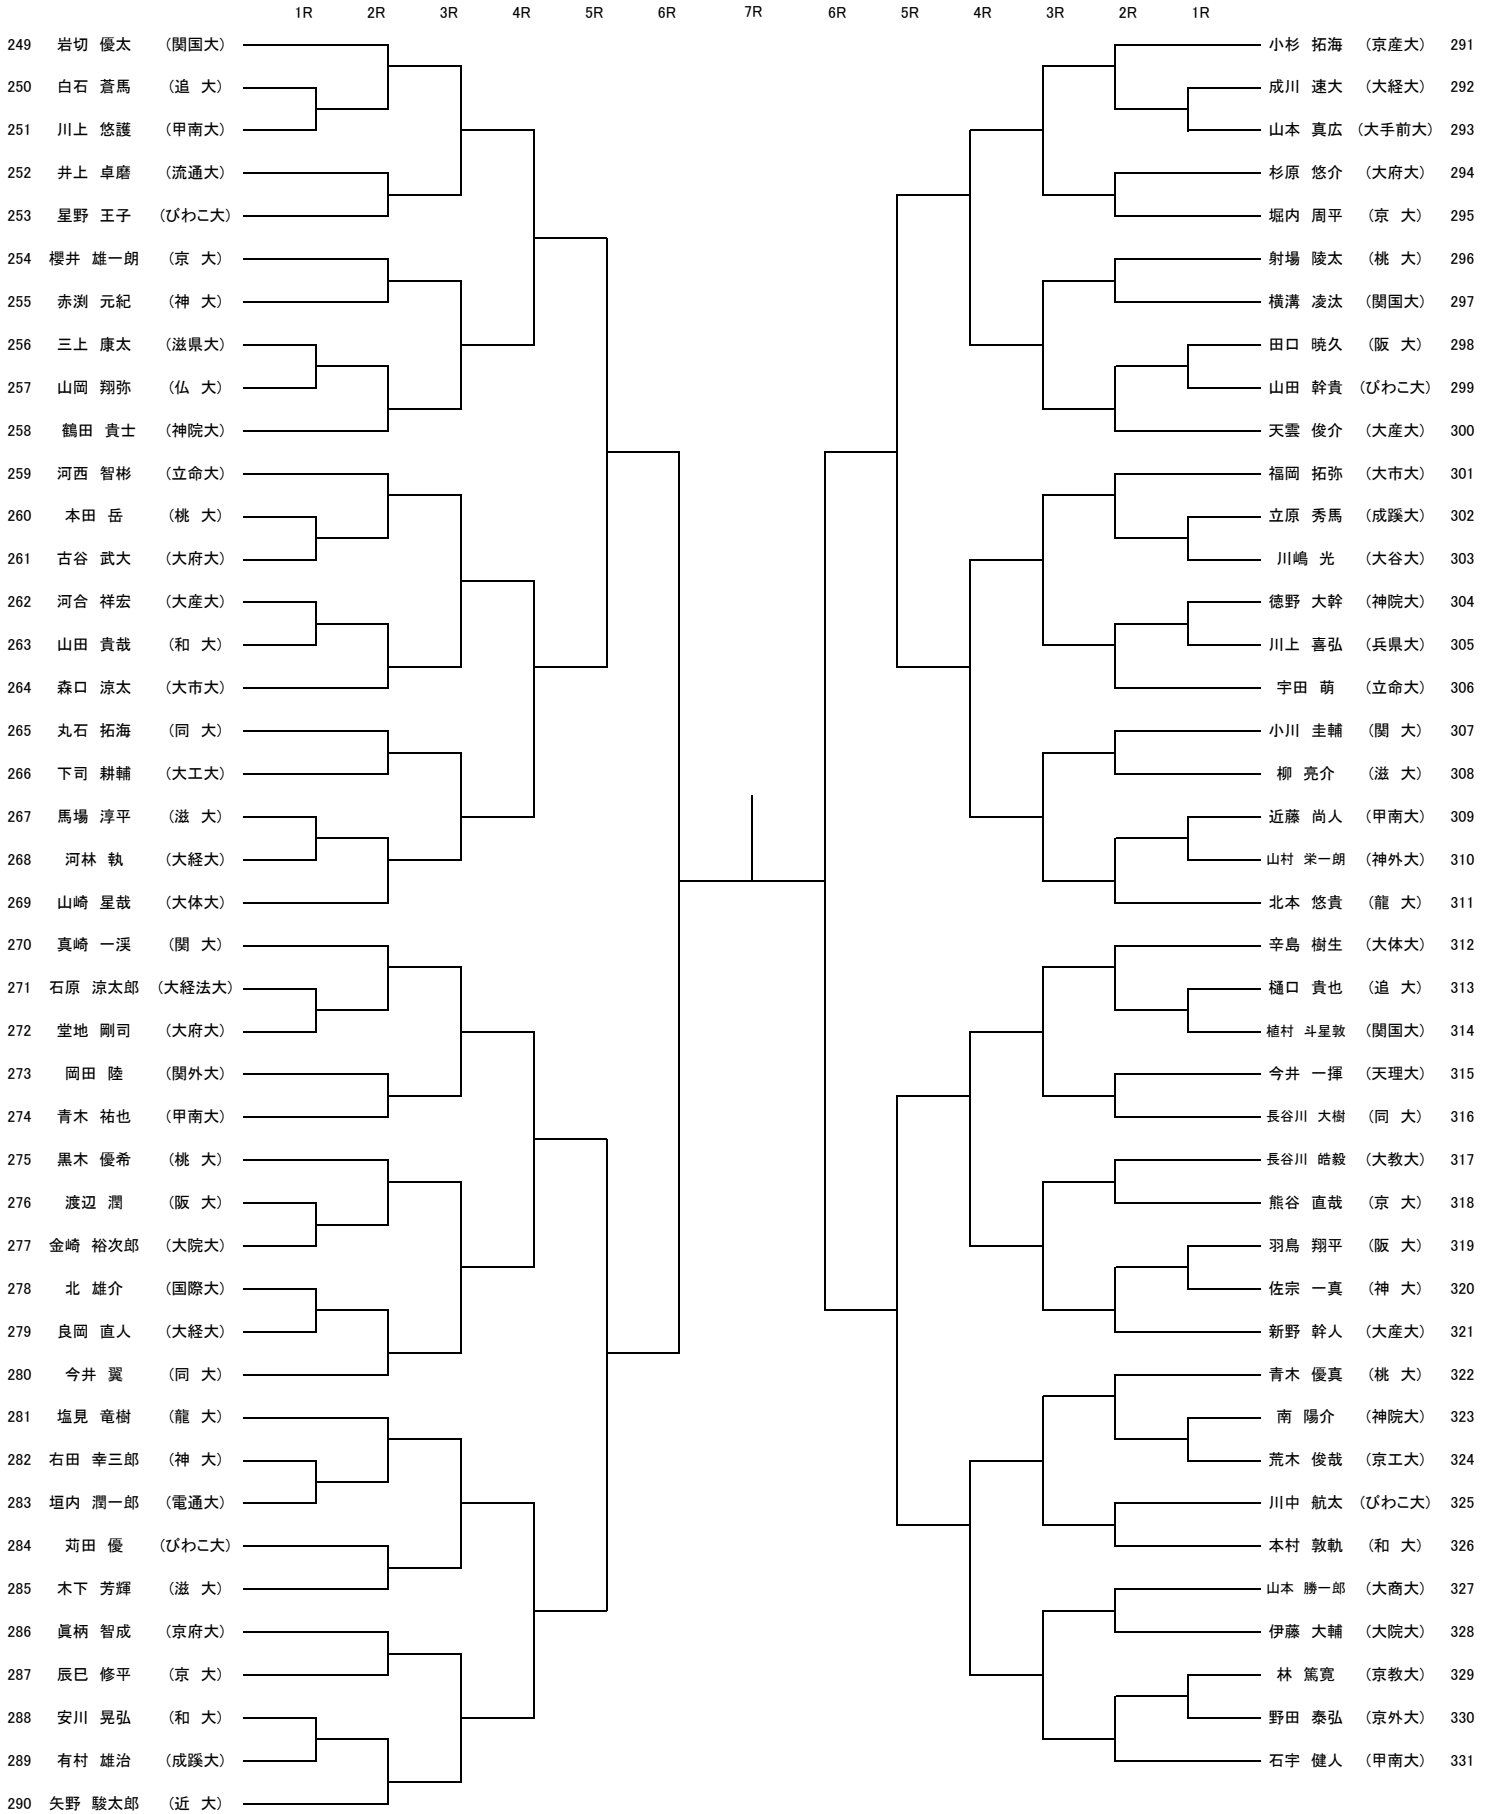 1R 2R 3R 4R 5R 6R 7R 6R 5R 4R 3R 2R 1R
249 岩切 優太 （関国大） 小杉 拓海 （京産大） 291
250 白石 蒼馬 （追 大） 成川 速大 （大経大） 292
251 川上 悠護 （甲南大） 山本 真広 （大手前大） 293
252 井上 卓磨 （流通大） 杉原 悠介 （大府大） 294
253 星野 王子 （びわこ大） 堀内 周平 （京 大） 295
254 櫻井 雄一朗 （京 大） 射場 陵太 （桃 大） 296
255 赤渕 元紀 （神 大） 横溝 凌汰 （関国大） 297
256 三上 康太 （滋県大） 田口 暁久 （阪 大） 298
257 山岡 翔弥 （仏 大） 山田 幹貴 （びわこ大） 299
258 鶴田 貴士 （神院大） 天雲 俊介 （大産大） 300
259 河西 智彬 （立命大） 福岡 拓弥 （大市大） 301
260 本田 岳 （桃 大） 立原 秀馬 （成蹊大） 302
261 古谷 武大 （大府大） 川嶋 光 （大谷大） 303
262 河合 祥宏 （大産大） 徳野 大幹 （神院大） 304
263 山田 貴哉 （和 大） 川上 喜弘 （兵県大） 305
264 森口 涼太 （大市大） 宇田 萌 （立命大） 306
265 丸石 拓海 （同 大） 小川 圭輔 （関 大） 307
266 下司 耕輔 （大工大） 柳 亮介 （滋 大） 308
267 馬場 淳平 （滋 大） 近藤 尚人 （甲南大） 309
268 河林 執 （大経大） 山村 栄一朗 （神外大） 310
269 山崎 星哉 （大体大） 北本 悠貴 （龍 大） 311
270 真崎 一渓 （関 大） 辛島 樹生 （大体大） 312
271 石原 涼太郎 （大経法大） 樋口 貴也 （追 大） 313
272 堂地 剛司 （大府大） 植村 斗星敦 （関国大） 314
273 岡田 陸 （関外大） 今井 一揮 （天理大） 315
274 青木 祐也 （甲南大） 長谷川 大樹 （同 大） 316
275 黒木 優希 （桃 大） 長谷川 皓毅 （大教大） 317
276 渡辺 潤 （阪 大） 熊谷 直哉 （京 大） 318
277 金崎 裕次郎 （大院大） 羽鳥 翔平 （阪 大） 319
278 北 雄介 （国際大） 佐宗 一真 （神 大） 320
279 良岡 直人 （大経大） 新野 幹人 （大産大） 321
280 今井 翼 （同 大） 青木 優真 （桃 大） 322
281 塩見 竜樹 （龍 大） 南 陽介 （神院大） 323
282 右田 幸三郎 （神 大） 荒木 俊哉 （京工大） 324
283 垣内 潤一郎 （電通大） 川中 航太 （びわこ大） 325
284 苅田 優 （びわこ大） 本村 敦軌 （和 大） 326
285 木下 芳輝 （滋 大） 山本 勝一郎 （大商大） 327
286 眞柄 智成 （京府大） 伊藤 大輔 （大院大） 328
287 辰巳 修平 （京 大） 林 篤寛 （京教大） 329
288 安川 晃弘 （和 大） 野田 泰弘 （京外大） 330
289 有村 雄治 （成蹊大） 石宇 健人 （甲南大） 331
290 矢野 駿太郎 （近 大）